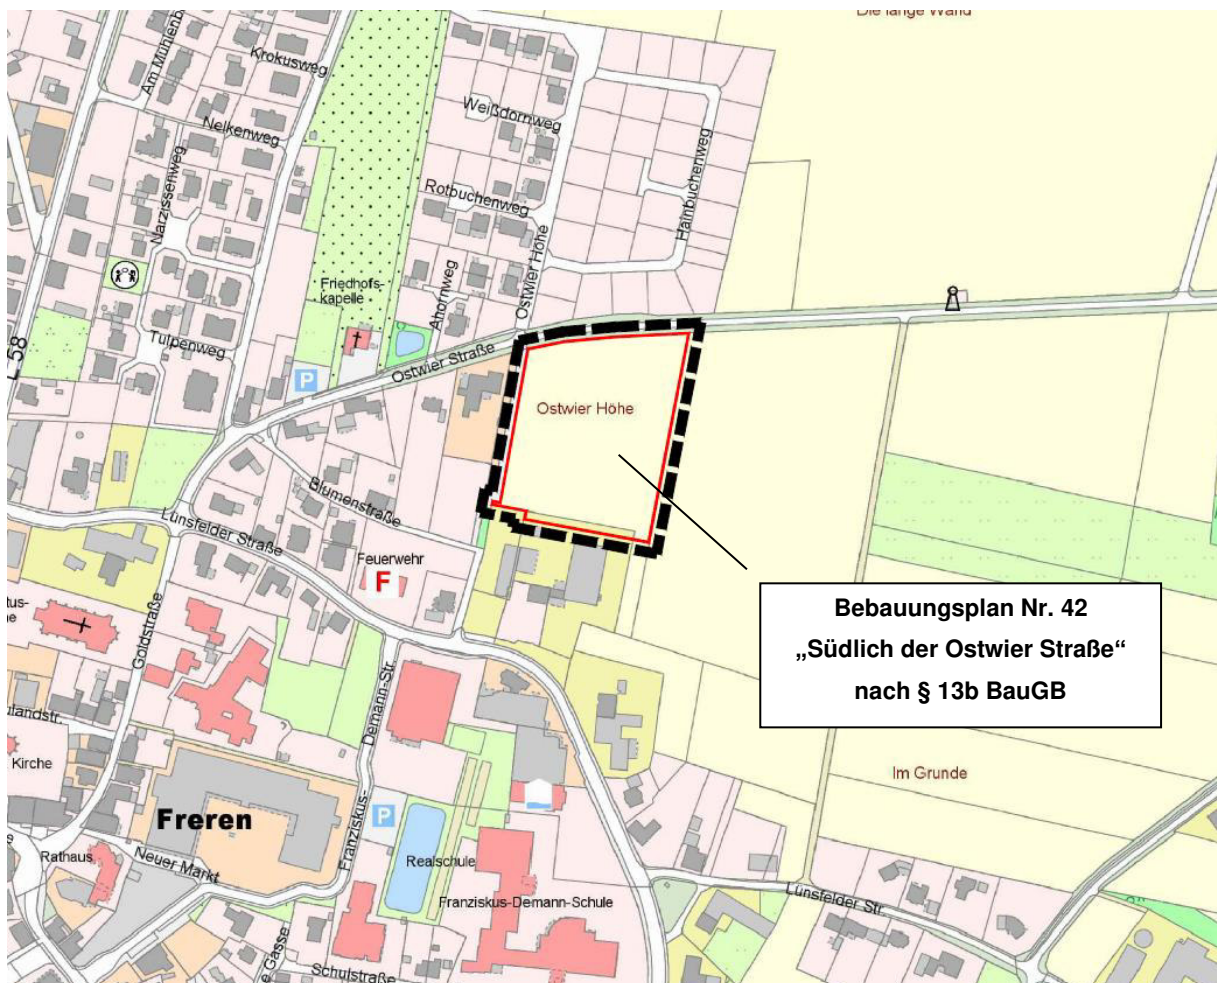 Die lange Wand
Am Mühlenb
Krokusweg
Nelkenweg
Narzissenweg
Weißdornweg
Rotbuchenweg
Hainbuchenweg
Ostwier Höhe
Ahornweg
Friedhofs-
kapelle
L 58
Tulpenweg
P
Ostwier Straße
Ostwier Höhe
Blumenstraße
Lünsfelder Straße
Feuerwehr
F
Goldstraße
Bebauungsplan Nr. 42
„Südlich der Ostwier Straße“
nach § 13b BauGB
Franziskus-
Demann-Str.
Kirche
Im Grunde
Freren
P
Rathaus
Neuer Markt
Realschule
Franziskus-Demann-Schule
Lünsfelder Str.
Schulstraße
e Gasse